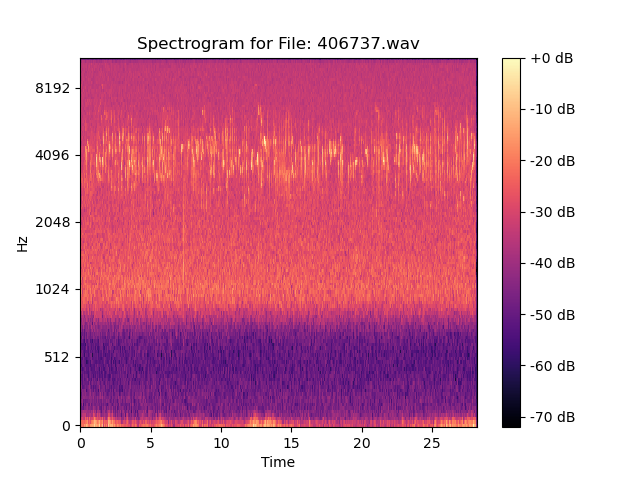 Spectrogram for File: 406737.wav
Hz
8192
4096
2048
1024
512
0
0 5 10 15 20 25
Time
+0 dB
-10 dB
-20 dB
-30 dB
-40 dB
-50 dB
-60 dB
-70 dB